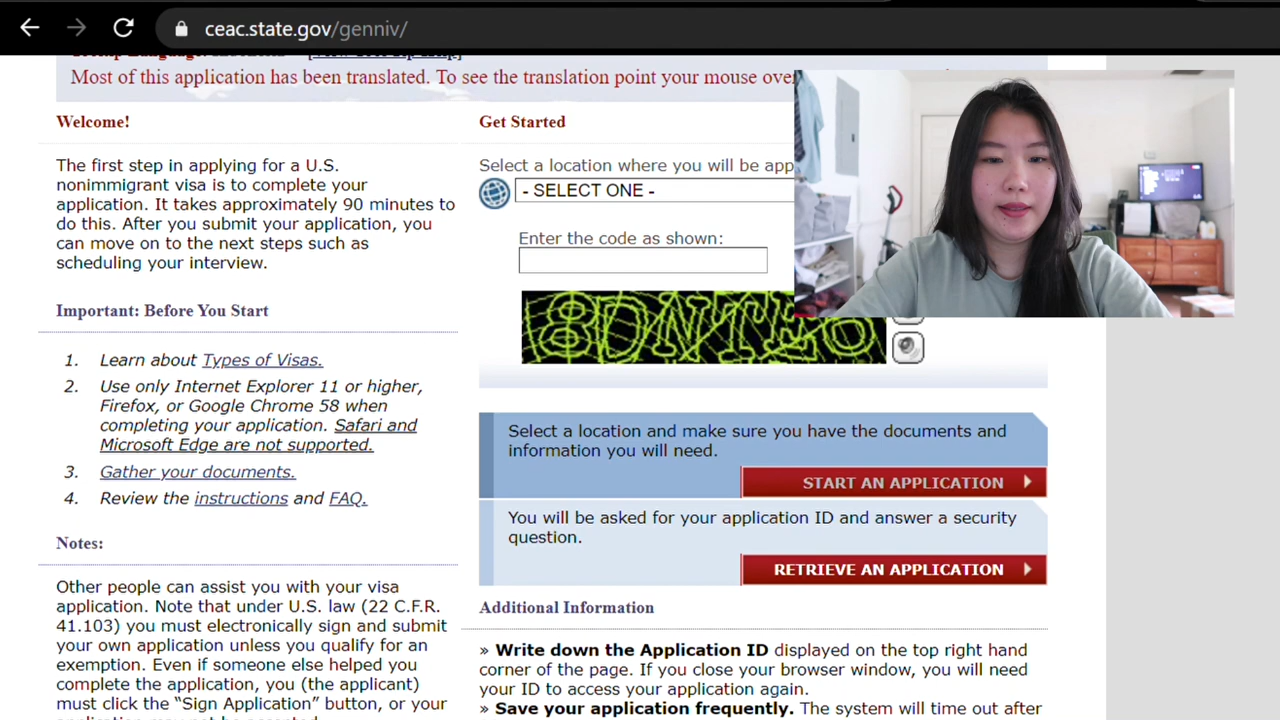 ceac.state.gov/genniv/
Most of this application has been translated. To see the translation point your mouse over
Welcome!
The first step in applying for a U.S.
nonimmigrant visa is to complete your
application. It takes approximately 90 minutes to
do this. After you submit your application, you
can move on to the next steps such as
scheduling your interview.
Important: Before You Start
1. Learn about Types of Visas.
2. Use only Internet Explorer 11 or higher,
Firefox, or Google Chrome 58 when
completing your application. Safari and
Microsoft Edge are not supported.
3. Gather your documents.
4. Review the instructions and FAQ.
Notes:
Other people can assist you with your visa
application. Note that under U.S. law (22 C.F.R.
41.103) you must electronically sign and submit
your own application unless you qualify for an
exemption. Even if someone else helped you
complete the application, you (the applicant)
must click the “Sign Application” button, or your
Get Started
Select a location where you will be
- SELECT ONE -
Enter the code as shown:
Select a location and make sure you have the documents and
information you will need.
START AN APPLICATION
You will be asked for your application ID and answer a security
question.
RETRIEVE AN APPLICATION
Additional Information
» Write down the Application ID displayed on the top right hand
corner of the page. If you close your browser window, you will need
your ID to access your application again.
» Save your application frequently. The system will time out after